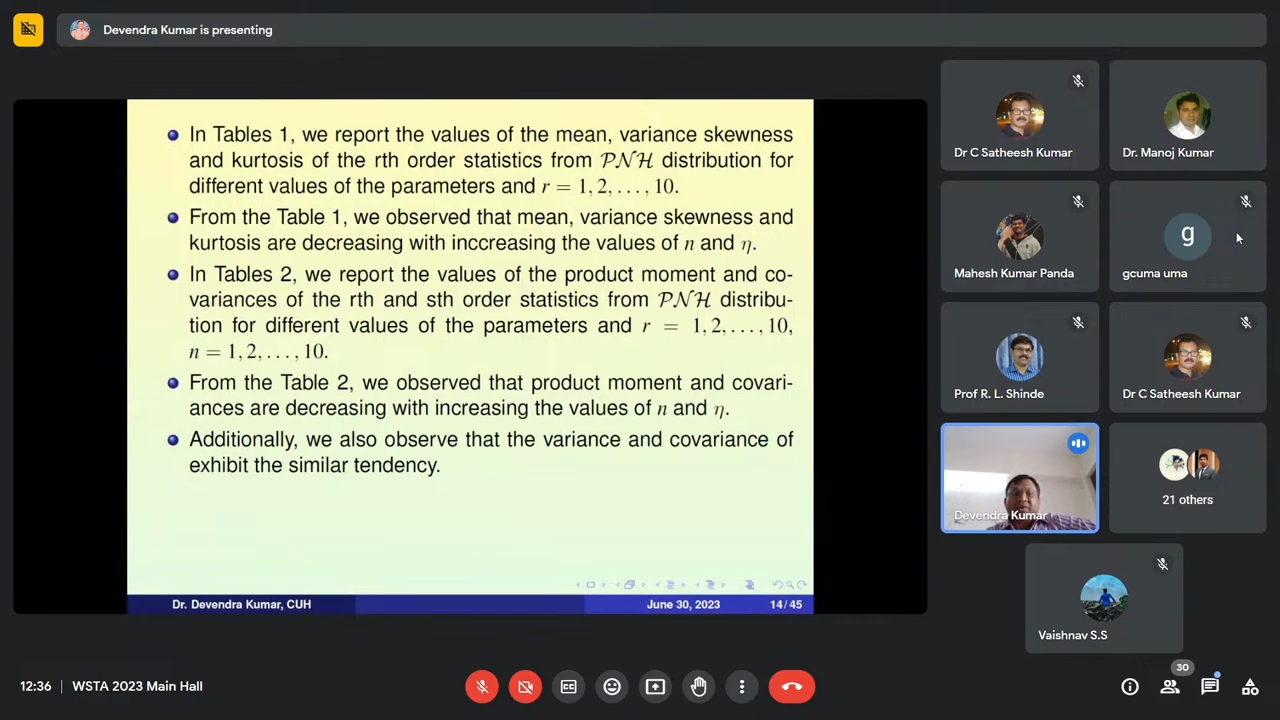 Devendra Kumar is presenting
In Tables 1, we report the values of the mean, variance skewness
and kurtosis of the rth order statistics from 𝒫𝒩ℋ distribution for
different values of the parameters and r = 1, 2, . . . , 10.
From the Table 1, we observed that mean, variance skewness and
kurtosis are decreasing with inccreasing the values of n and η.
In Tables 2, we report the values of the product moment and co-
variances of the rth and sth order statistics from 𝒫𝒩ℋ distribu-
tion for different values of the parameters and r = 1, 2, . . . , 10,
n = 1, 2, . . . , 10.
From the Table 2, we observed that product moment and covari-
ances are decreasing with increasing the values of n and η.
Additionally, we also observe that the variance and covariance of
exhibit the similar tendency.
Dr. Devendra Kumar, CUH
June 30, 2023
14 / 45
Dr C Satheesh Kumar
Dr. Manoj Kumar
Mahesh Kumar Panda
g
gcuma uma
Prof R. L. Shinde
Dr C Satheesh Kumar
Devendra Kumar
21 others
Vaishnav S.S
12:36 | WSTA 2023 Main Hall
CC
30